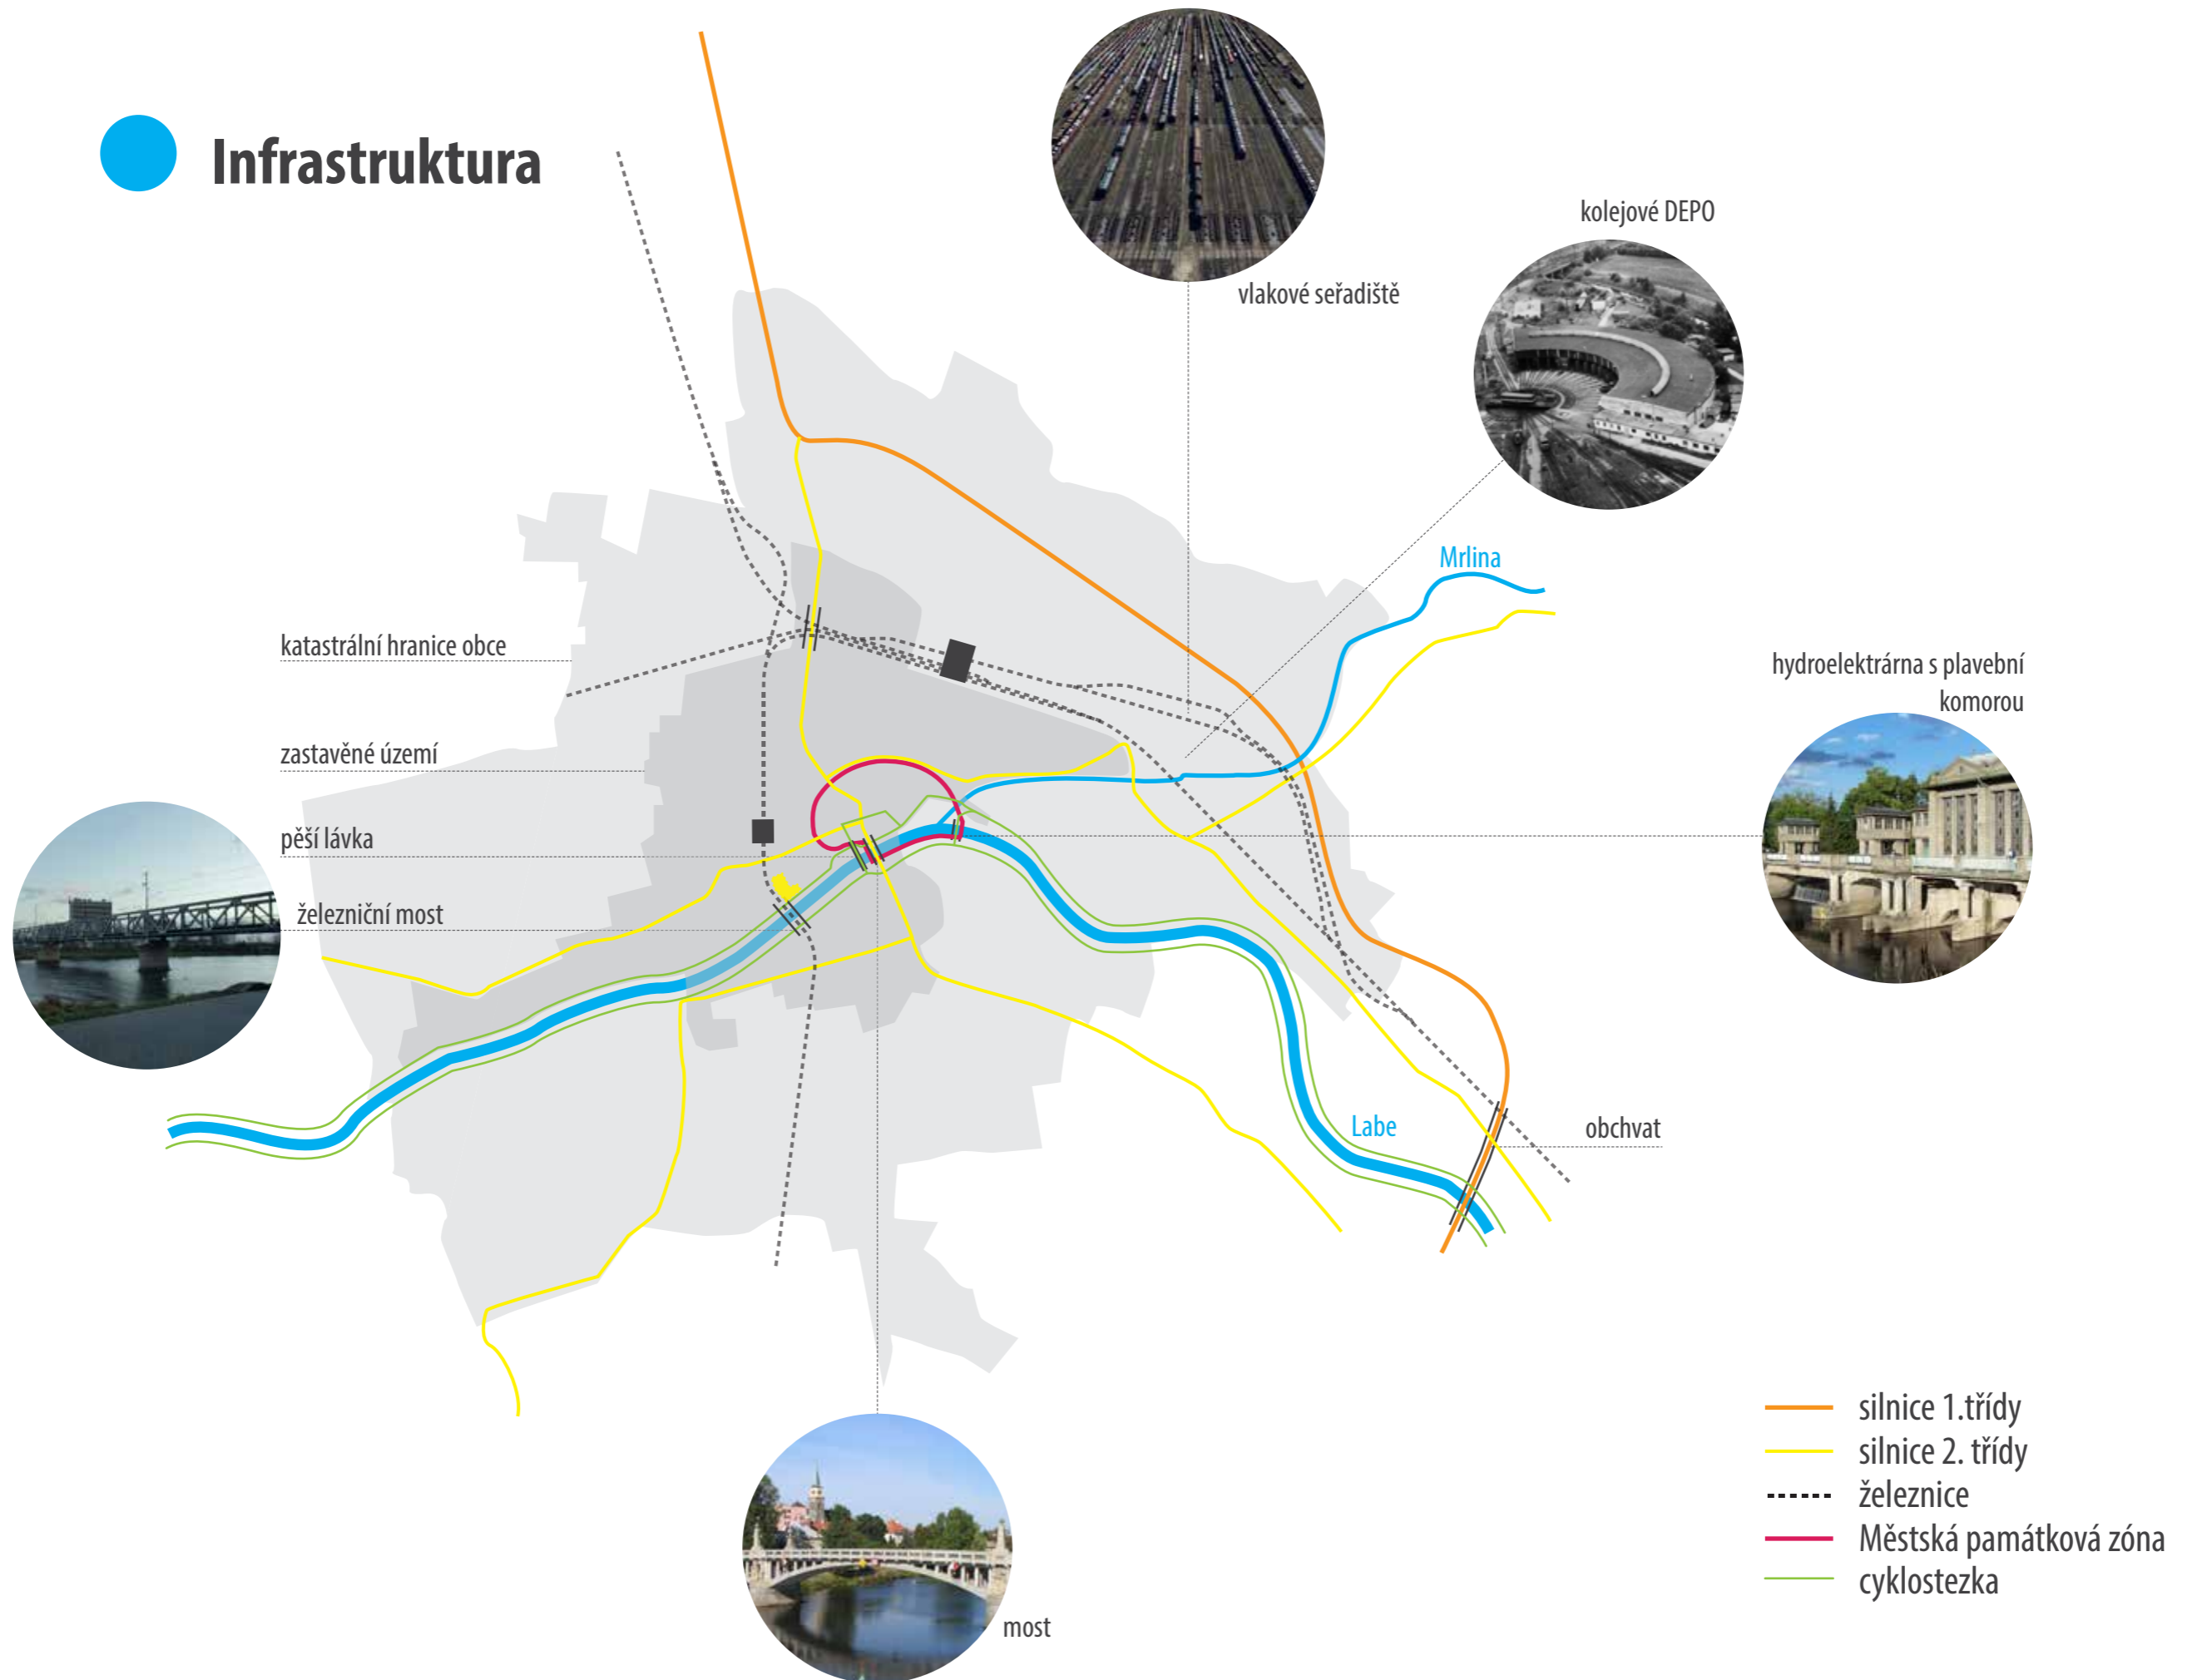 Infrastruktura
vlakové seřadiště
kolejové DEPO
Mrlina
katastrální hranice obce
hydroelektrárna s plavební
komorou
zastavěné území
pěší lávka
železniční most
Labe
obchvat
most
silnice 1.třídy
silnice 2. třídy
železnice
Městská památková zóna
cyklostezka